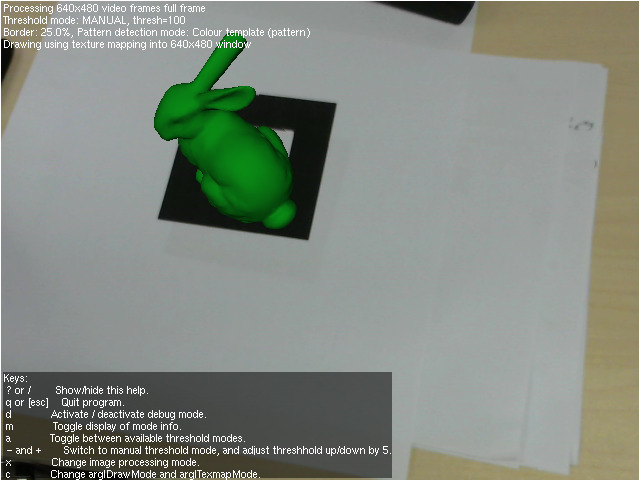 Processing 640x480 video frames full frame
Threshold mode: MANUAL, thresh=100
Border: 25.0%, Pattern detection mode: Colour template (pattern)
Drawing using texture mapping into 640x480 window
Keys:
? or / Show/hide this help.
q or [esc] Quit program.
d Activate / deactivate debug mode.
m Toggle display of mode info.
a Toggle between available threshold modes.
- and + Switch to manual threshold mode, and adjust threshhold up/down by 5.
x Change image processing mode.
c Change arglDrawMode and arglTexmapMode.